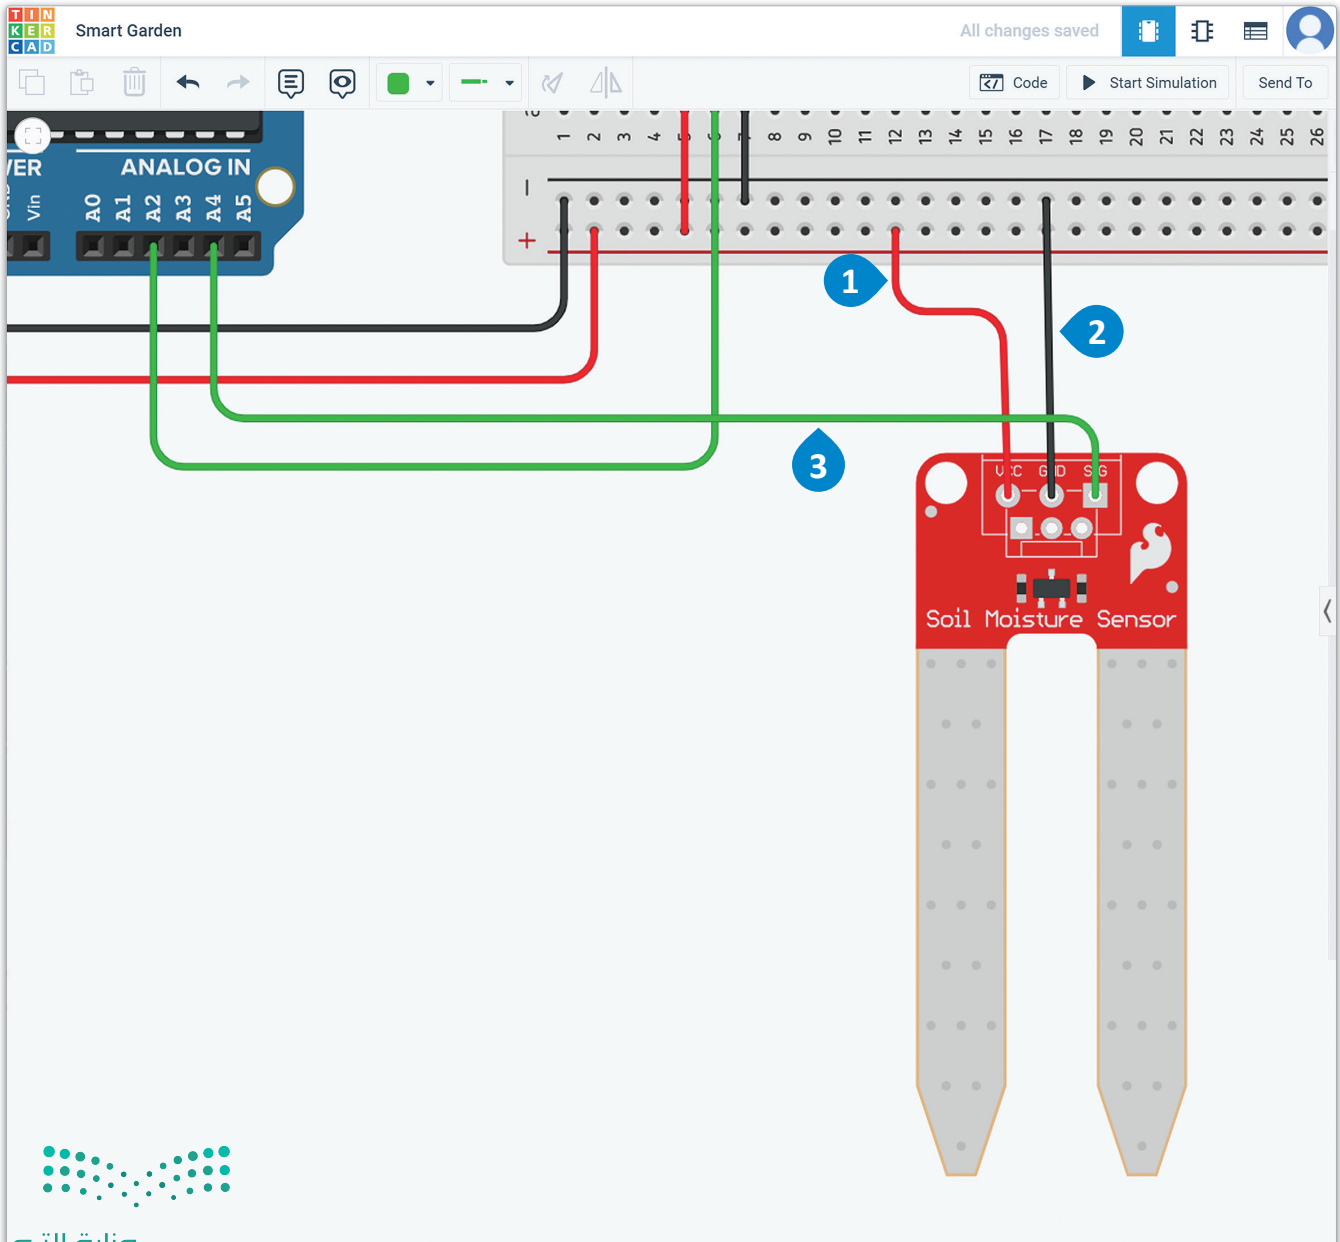 TIN
KER
CAD
Smart Garden
All changes saved
Code
Start Simulation
Send To
1 2 3 4 5 6 7 8 9 10 11 12 13 14 15 16 17 18 19 20 21 22 23 24 25 26
ANALOG IN
Vin
A0 A1 A2 A3 A4 A5
−
+
1
2
3
VCC GND SIG
Soil Moisture Sensor